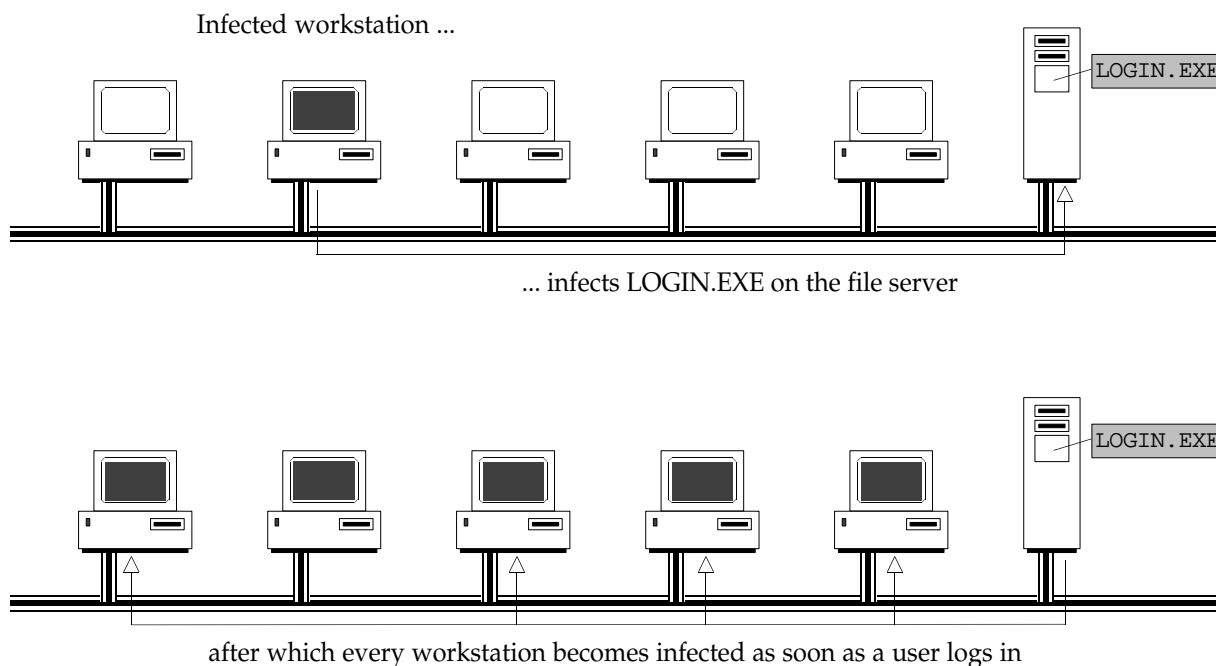 Infected workstation ...
LOGIN.EXE
... infects LOGIN.EXE on the file server
LOGIN.EXE
after which every workstation becomes infected as soon as a user logs in